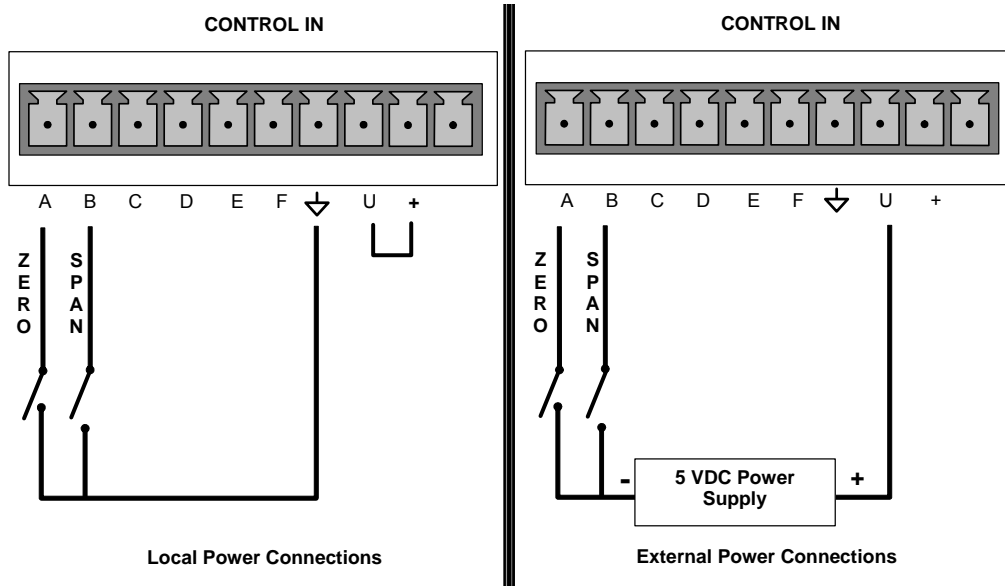 CONTROL IN
A B C D E F U +
ZERO
SPAN
Local Power Connections
CONTROL IN
A B C D E F U +
ZERO
SPAN
- 5 VDC Power +
Supply
External Power Connections